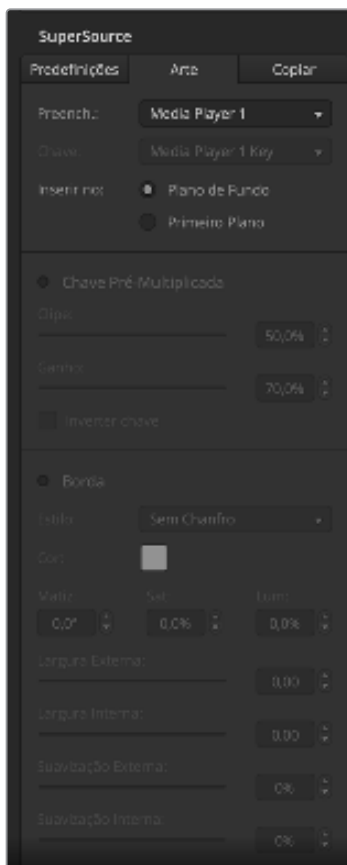 SuperSource
Predefinições Arte Copiar
Preench.: Media Player 1
Chave: Media Player 1 Key
Inserir no: Plano de Fundo
Primeiro Plano
Chave Pré-Multiplicada
Clipe:
50,0%
Ganho:
70,0%
Inverter chave
Borda
Estilo: Sem Chanfro
Cor:
Matiz: Sat: Lum:
0,0° 0,0% 0,0%
Largura Externa:
0,00
Largura Interna:
0,00
Suavização Externa:
0%
Suavização Interna:
0%